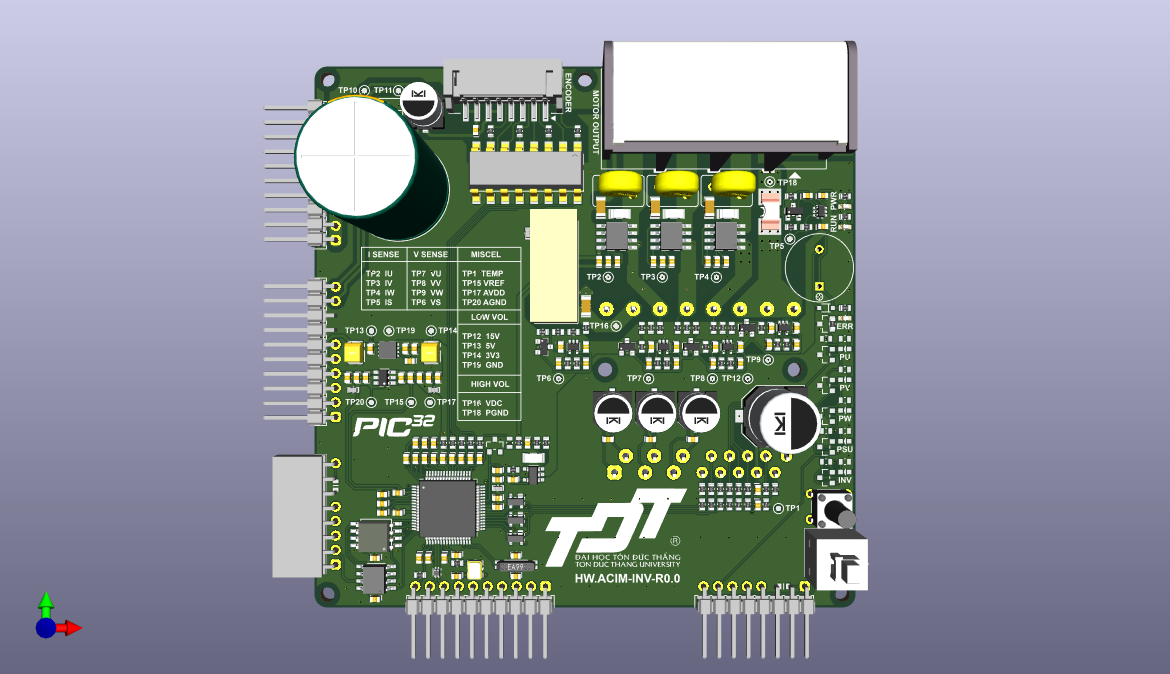 TP10
TP11
ENCODER
MOTOR OUTPUT
TP18
RUN
PWR
TP5
I SENSE V SENSE MISCEL
TP2 IU TP7 VU TP1 TEMP
TP3 IV TP8 VV TP15 VREF
TP4 IW TP9 VW TP17 AVDD
TP5 IS TP6 VS TP20 AGND
LOW VOL
TP12 15V
TP13 5V
TP14 3V3
TP19 GND
HIGH VOL
TP16 VDC
TP18 PGND
TP2
TP3
TP4
TP16
TP13
TP19
TP14
ERR
TP9
PU
TP6
TP7
TP8
TP12
PV
TP20
TP15
TP17
PIC32
PW
PSU
INV
TP1
TDT
®
ĐẠI HỌC TÔN ĐỨC THẮNG
TON DUC THANG UNIVERSITY
HW.ACIM-INV-R0.0
EA99